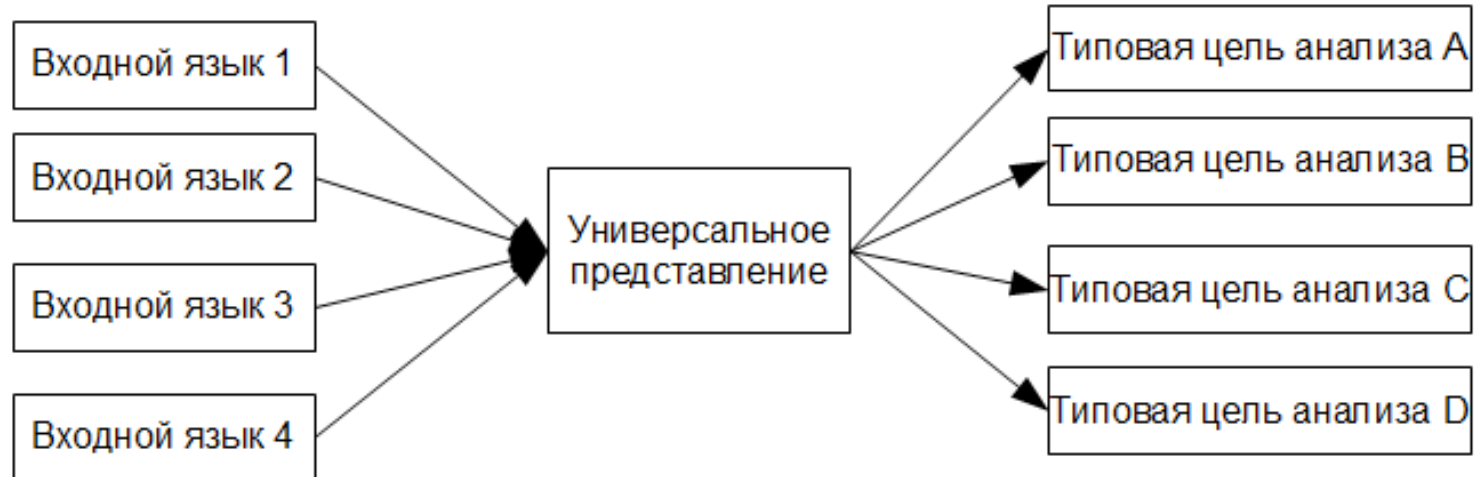 Входной язык 1
Входной язык 2
Входной язык 3
Входной язык 4
Универсальное
представление
Типовая цель анализа A
Типовая цель анализа B
Типовая цель анализа C
Типовая цель анализа D